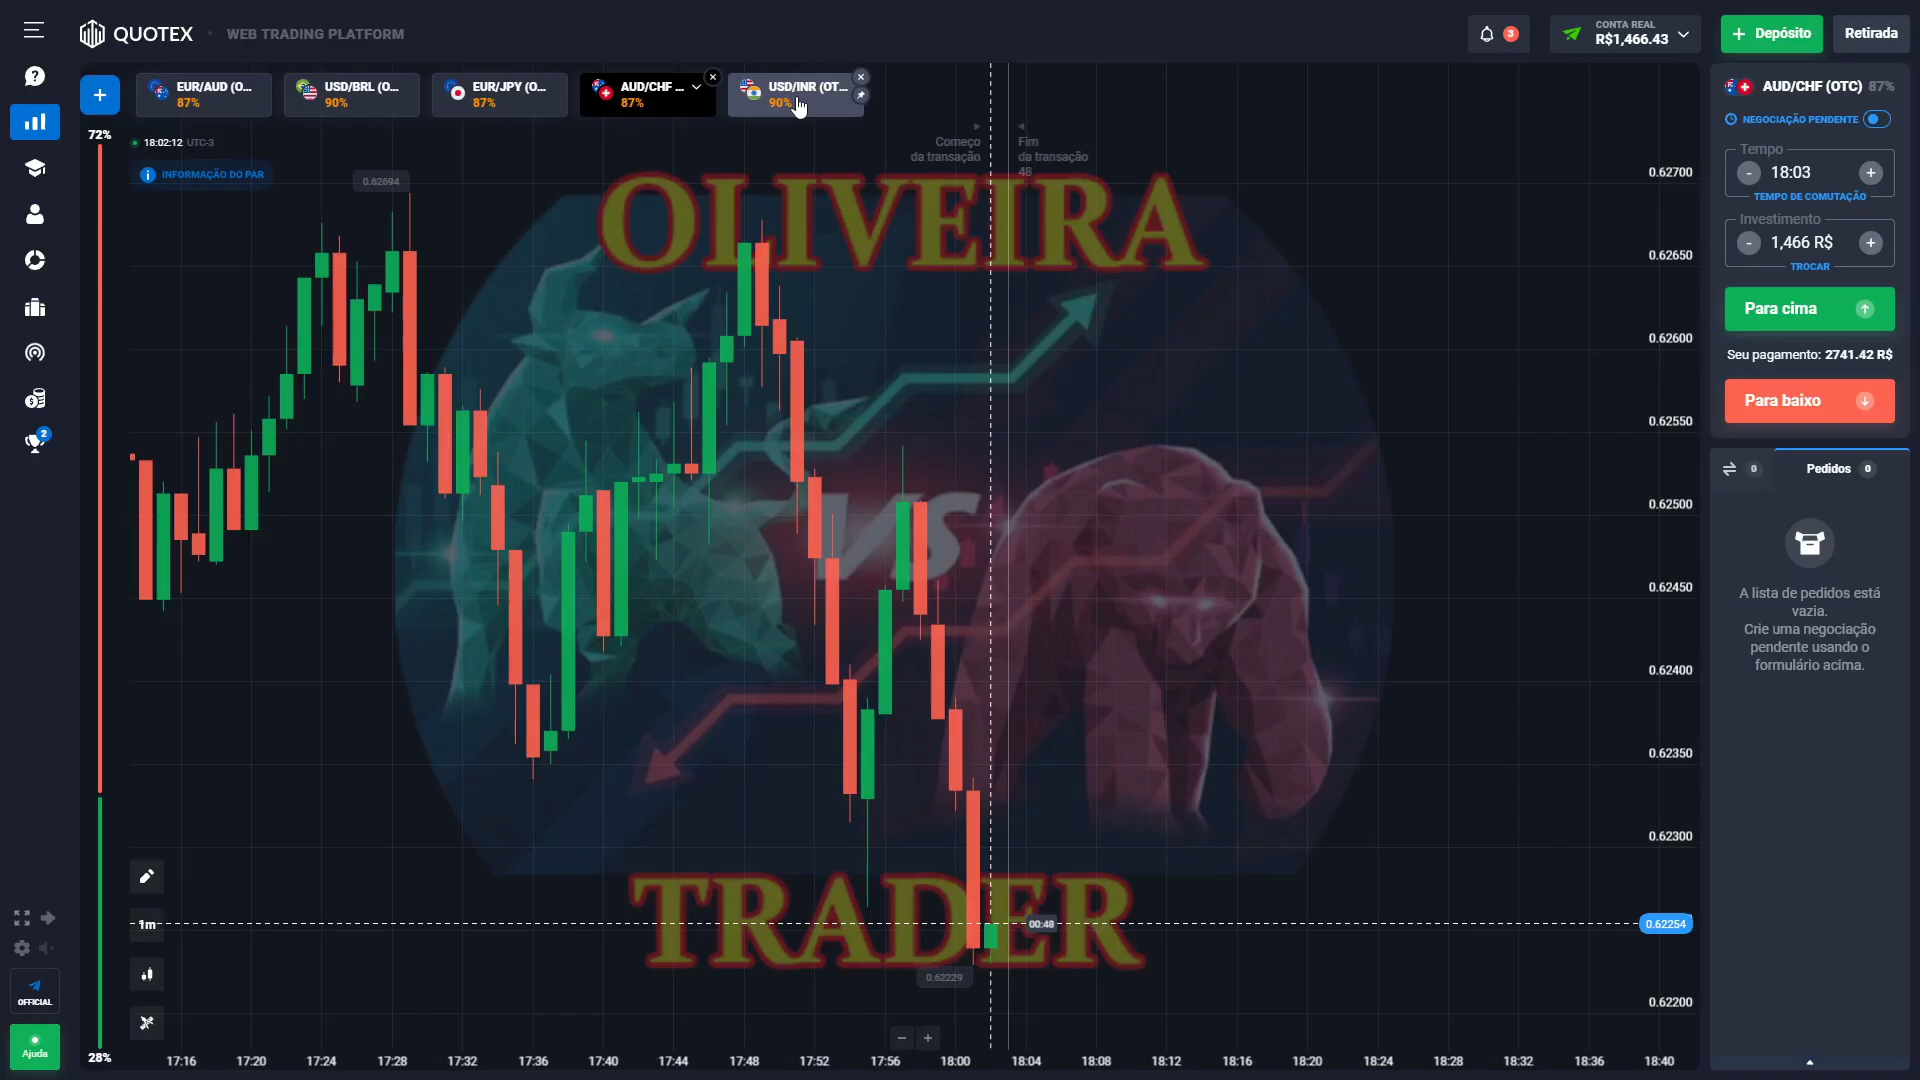 QUOTEX
WEB TRADING PLATFORM
3
CONTA REAL
R$1,466.43
Depósito
Retirada
EUR/AUD (O...
87%
USD/BRL (O...
90%
EUR/JPY (O...
87%
AUD/CHF ...
87%
USD/INR (OT...
90%
72%
18:02:12 UTC-3
INFORMAÇÃO DO PAR
Começo
da transação
Fim
da transação
48
0.62694
OLIVEIRA
VS
TRADER
0.62700
0.62650
0.62600
0.62550
0.62500
0.62450
0.62400
0.62350
0.62300
0.62254
0.62200
00:48
0.62229
1m
28%
17:16
17:20
17:24
17:28
17:32
17:36
17:40
17:44
17:48
17:52
17:56
18:00
18:04
18:08
18:12
18:16
18:20
18:24
18:28
18:32
18:36
18:40
2
OFFICIAL
Ajuda
AUD/CHF (OTC) 87%
NEGOCIAÇÃO PENDENTE
Tempo
- 18:03 +
TEMPO DE COMUTAÇÃO
Investimento
- 1,466 R$ +
TROCAR
Para cima
Seu pagamento: 2741.42 R$
Para baixo
0
Pedidos 0
A lista de pedidos está
vazia.
Crie uma negociação
pendente usando o
formulário acima.